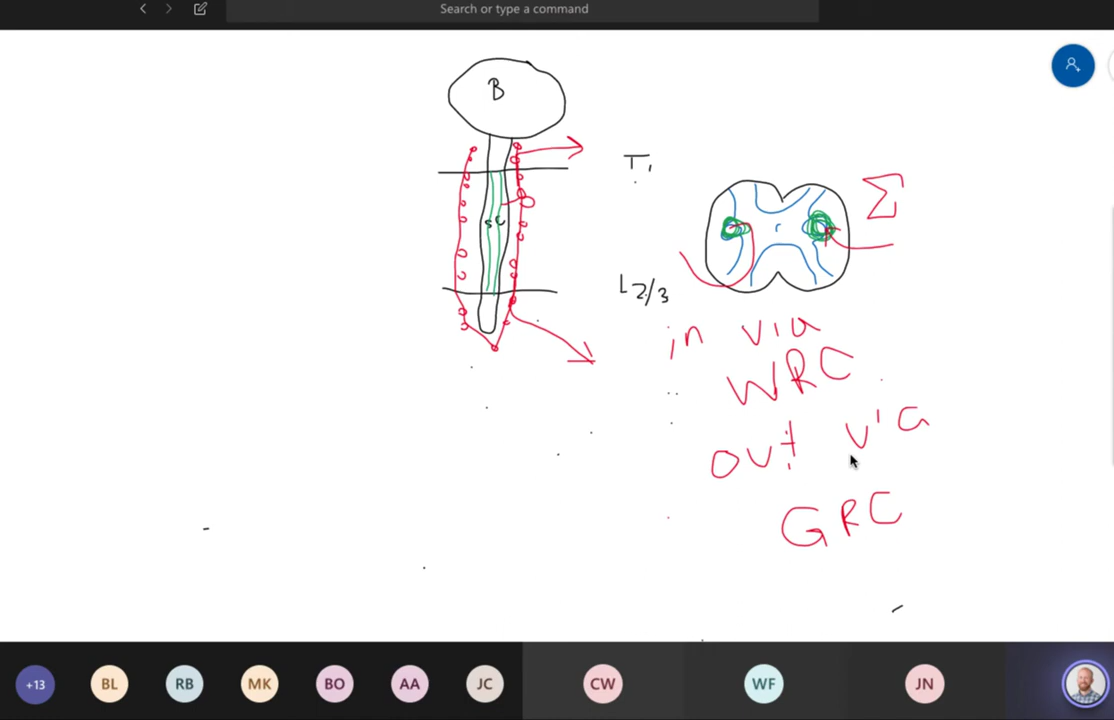 Search or type a command
B
T1
SC
Σ
L2/3
in via
WRC
out via
GRC
+13
BL
RB
MK
BO
AA
JC
CW
WF
JN